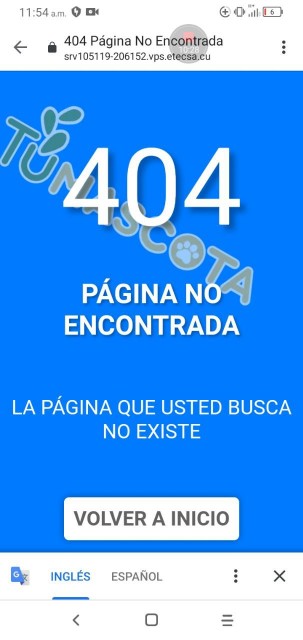 11:54 a.m.
6
404 Página No Encontrada
srv105119-206152.vps.etecsa.cu
TUMASCOTA
404
PÁGINA NO
ENCONTRADA
LA PÁGINA QUE USTED BUSCA
NO EXISTE
VOLVER A INICIO
INGLÉS ESPAÑOL